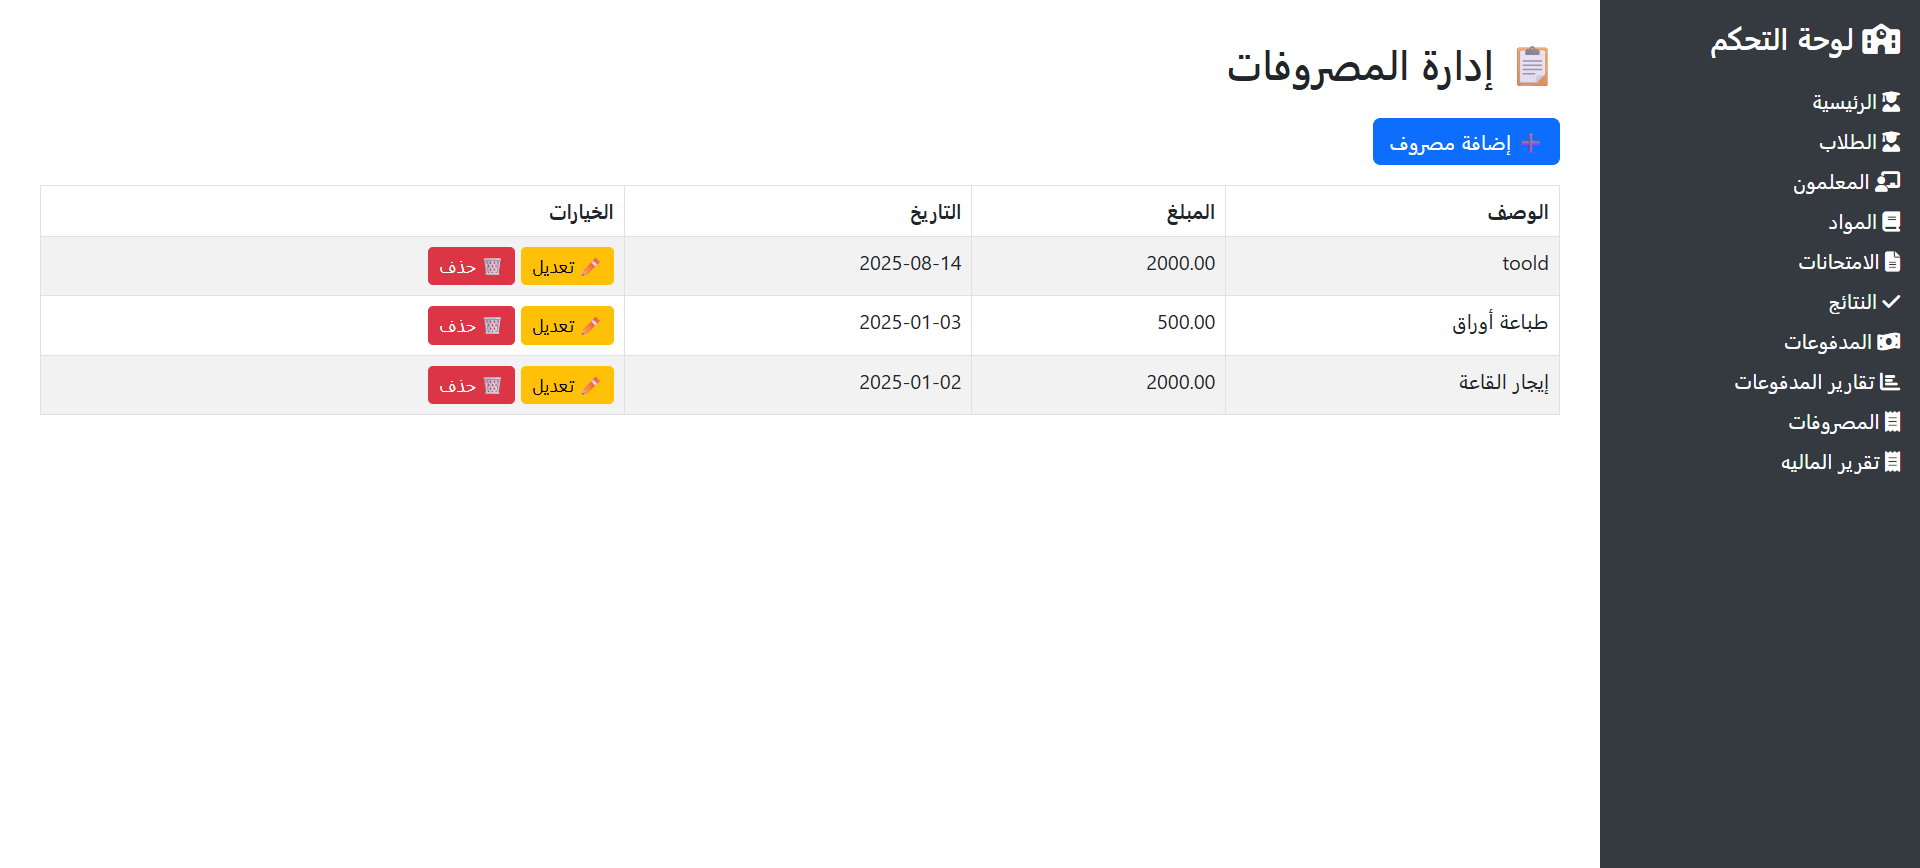 لوحة التحكم
الرئيسية
الطلاب
المعلمون
المواد
الامتحانات
النتائج
المدفوعات
تقارير المدفوعات
المصروفات
تقرير الماليه
إدارة المصروفات
إضافة مصروف
الوصف المبلغ التاريخ الخيارات
toold 2000.00 2025-08-14 تعديل حذف
طباعة أوراق 500.00 2025-01-03 تعديل حذف
إيجار القاعة 2000.00 2025-01-02 تعديل حذف